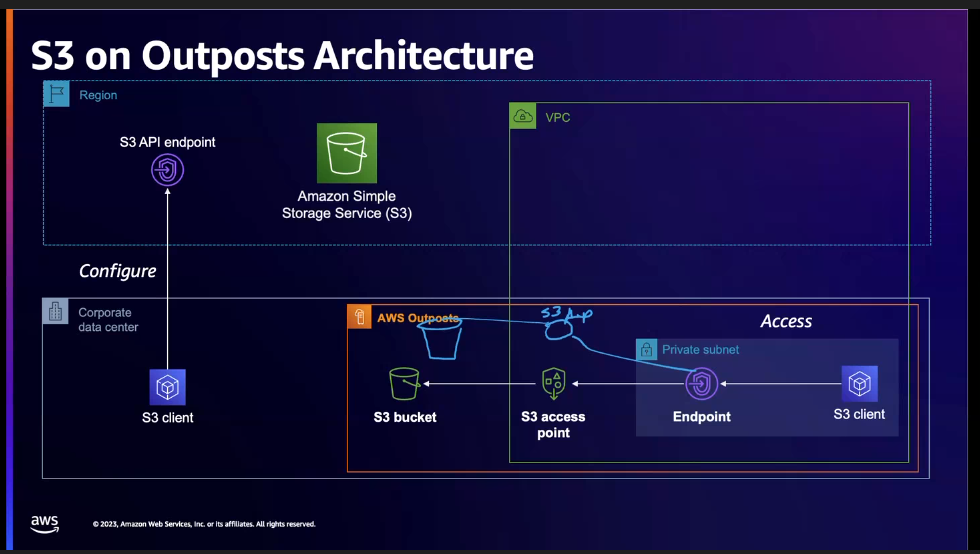 S3 on Outposts Architecture
Region
S3 API endpoint
Amazon Simple
Storage Service (S3)
VPC
Configure
Corporate
data center
AWS Outposts
S3
Access
Private subnet
S3 client
S3 bucket
S3 access
point
Endpoint
S3 client
aws
© 2023, Amazon Web Services, Inc. or its affiliates. All rights reserved.